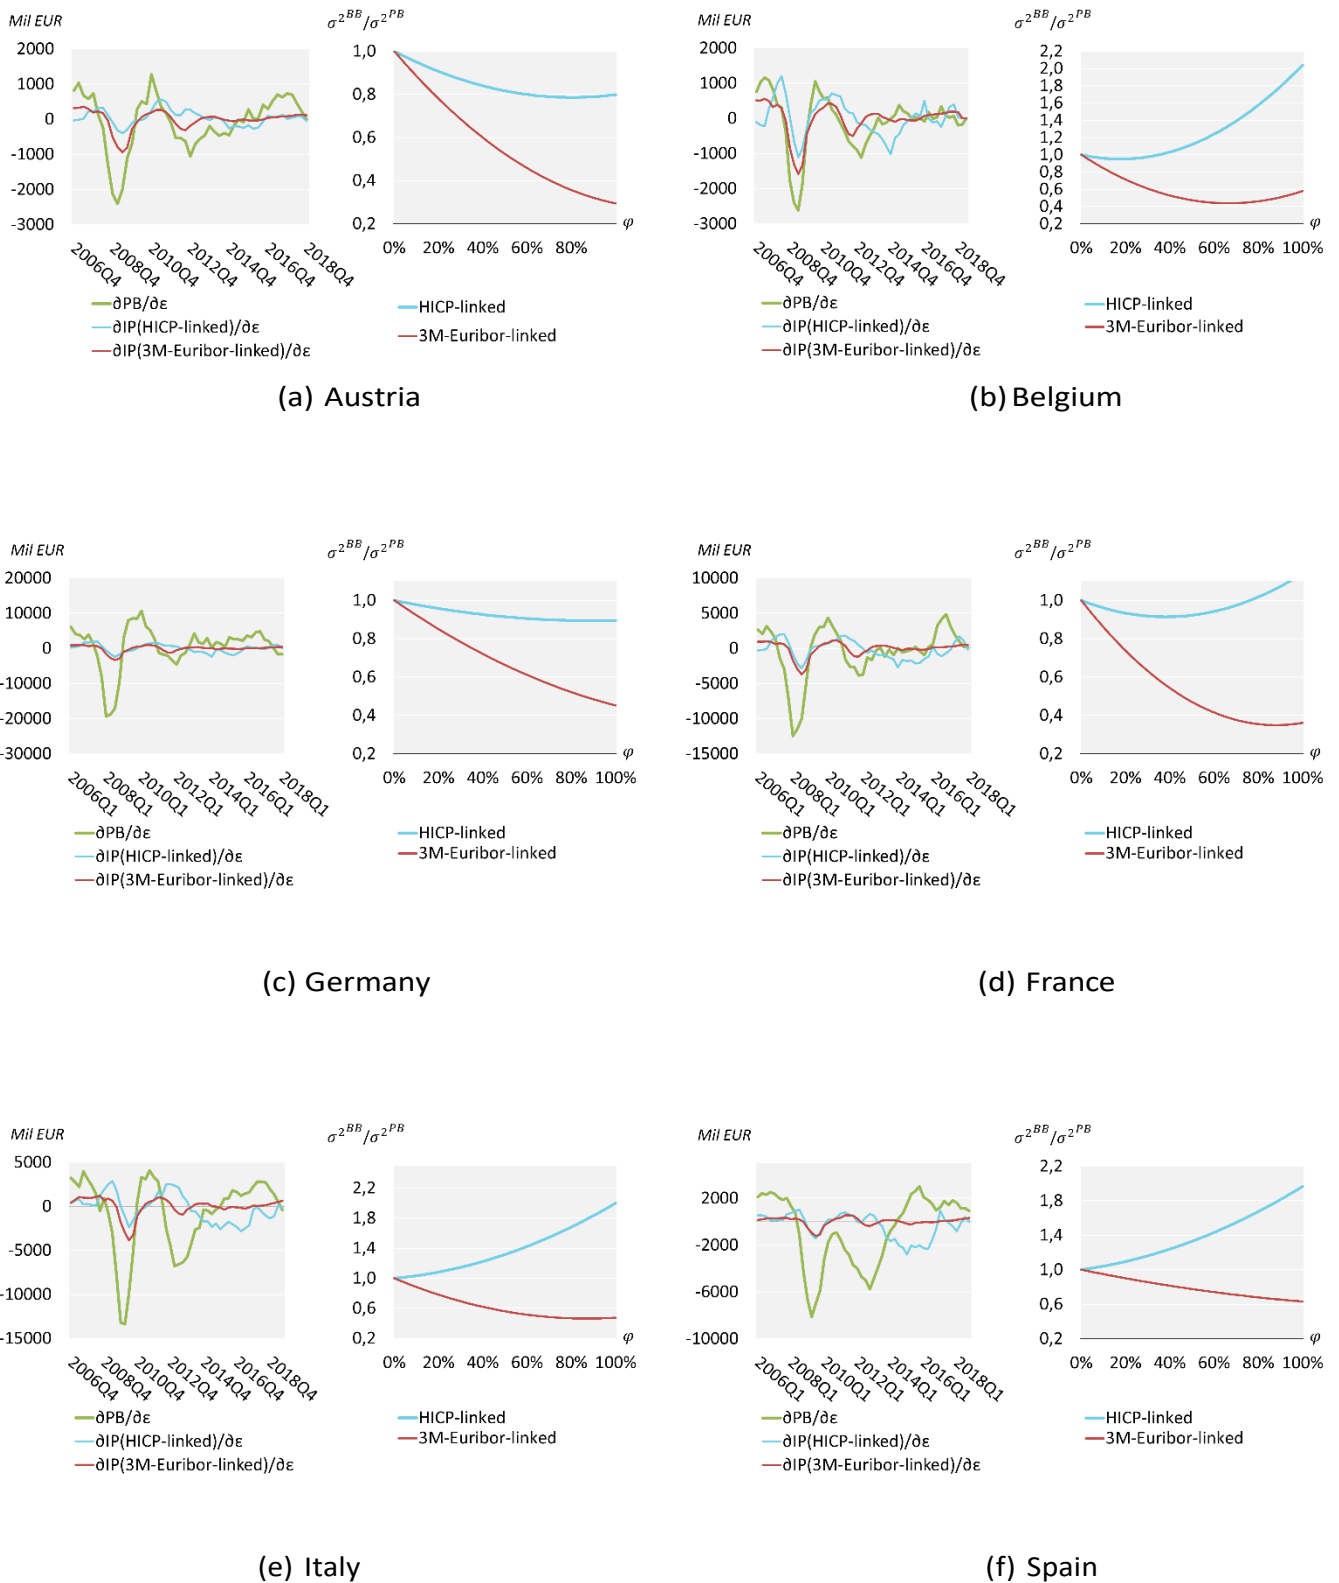 Mil EUR
σ²ᴮᴮ/σ²ᴾᴮ
2000
1000
0
-1000
-2000
-3000
2006Q4
2008Q4
2010Q4
2012Q4
2014Q4
2016Q4
2018Q4
1,0
0,8
0,6
0,4
0,2
φ
0% 20% 40% 60% 80%
∂PB/∂ε
∂IP(HICP-linked)/∂ε
∂IP(3M-Euribor-linked)/∂ε
HICP-linked
3M-Euribor-linked
(a) Austria
Mil EUR
σ²ᴮᴮ/σ²ᴾᴮ
2000
1000
0
-1000
-2000
-3000
2006Q4
2008Q4
2010Q4
2012Q4
2014Q4
2016Q4
2018Q4
2,2
2,0
1,8
1,6
1,4
1,2
1,0
0,8
0,6
0,4
0,2
φ
0% 20% 40% 60% 80% 100%
∂PB/∂ε
∂IP(HICP-linked)/∂ε
∂IP(3M-Euribor-linked)/∂ε
HICP-linked
3M-Euribor-linked
(b) Belgium
Mil EUR
σ²ᴮᴮ/σ²ᴾᴮ
20000
10000
0
-10000
-20000
-30000
2006Q1
2008Q1
2010Q1
2012Q1
2014Q1
2016Q1
2018Q1
1,0
0,8
0,6
0,4
0,2
φ
0% 20% 40% 60% 80% 100%
∂PB/∂ε
∂IP(HICP-linked)/∂ε
∂IP(3M-Euribor-linked)/∂ε
HICP-linked
3M-Euribor-linked
(c) Germany
Mil EUR
σ²ᴮᴮ/σ²ᴾᴮ
10000
5000
0
-5000
-10000
-15000
2006Q1
2008Q1
2010Q1
2012Q1
2014Q1
2016Q1
2018Q1
1,0
0,8
0,6
0,4
0,2
φ
0% 20% 40% 60% 80% 100%
∂PB/∂ε
∂IP(HICP-linked)/∂ε
∂IP(3M-Euribor-linked)/∂ε
HICP-linked
3M-Euribor-linked
(d) France
Mil EUR
σ²ᴮᴮ/σ²ᴾᴮ
5000
0
-5000
-10000
-15000
2006Q4
2008Q4
2010Q4
2012Q4
2014Q4
2016Q4
2018Q4
2,2
1,8
1,4
1,0
0,6
0,2
φ
0% 20% 40% 60% 80% 100%
∂PB/∂ε
∂IP(HICP-linked)/∂ε
∂IP(3M-Euribor-linked)/∂ε
HICP-linked
3M-Euribor-linked
(e) Italy
Mil EUR
σ²ᴮᴮ/σ²ᴾᴮ
2000
-2000
-6000
-10000
2006Q1
2008Q1
2010Q1
2012Q1
2014Q1
2016Q1
2018Q1
2,2
1,8
1,4
1,0
0,6
0,2
φ
0% 20% 40% 60% 80% 100%
∂PB/∂ε
∂IP(HICP-linked)/∂ε
∂IP(3M-Euribor-linked)/∂ε
HICP-linked
3M-Euribor-linked
(f) Spain